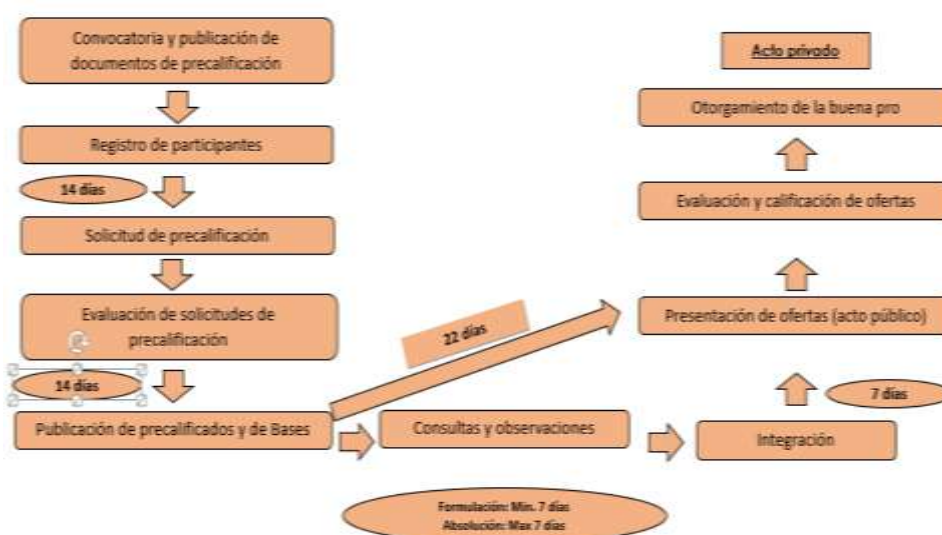 Convocatoria y publicación de
documentos de precalificación
Registro de participantes
14 días
Solicitud de precalificación
Evaluación de solicitudes de
precalificación
14 días
Publicación de precalificados y de Bases
22 días
Consultas y observaciones
Formulación: Min. 7 días
Absolución: Max 7 días
Integración
7 días
Presentación de ofertas (acto público)
Evaluación y calificación de ofertas
Otorgamiento de la buena pro
Acto privado